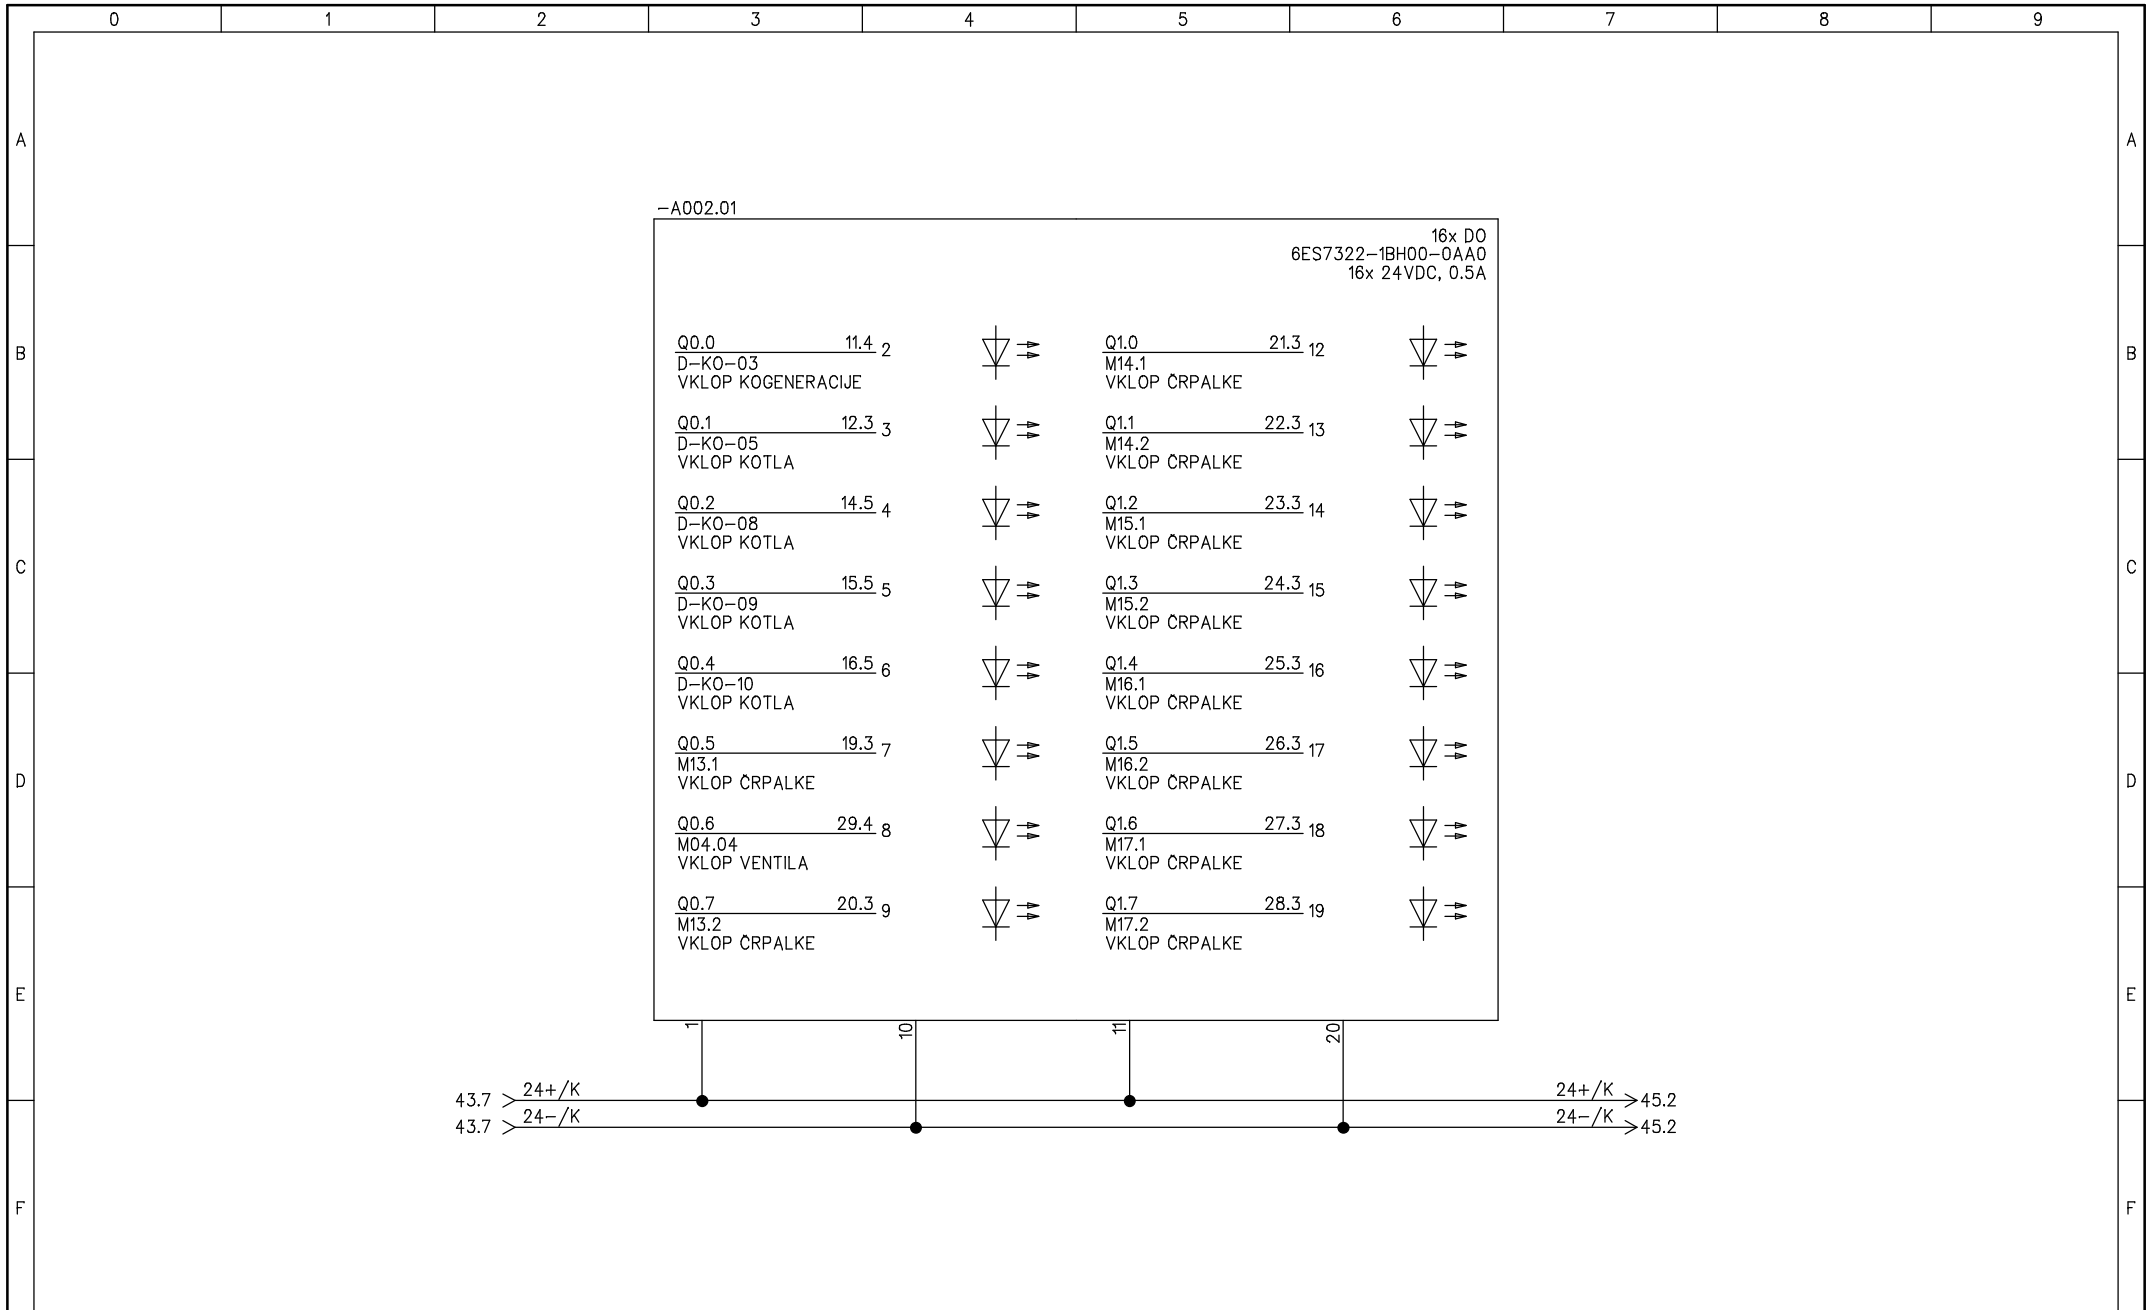 0 1 2 3 4 5 6 7 8 9
A A
-A002.01
16x DO
6ES7322-1BH00-0AA0
16x 24VDC, 0.5A
B B
Q0.0 11.4 2
D-KO-03
VKLOP KOGENERACIJE
Q0.1 12.3 3
D-KO-05
VKLOP KOTLA
Q0.2 14.5 4
D-KO-08
VKLOP KOTLA
Q0.3 15.5 5
D-KO-09
VKLOP KOTLA
Q0.4 16.5 6
D-KO-10
VKLOP KOTLA
Q0.5 19.3 7
M13.1
VKLOP ČRPALKE
Q0.6 29.4 8
M04.04
VKLOP VENTILA
Q0.7 20.3 9
M13.2
VKLOP ČRPALKE
Q1.0 21.3 12
M14.1
VKLOP ČRPALKE
Q1.1 22.3 13
M14.2
VKLOP ČRPALKE
Q1.2 23.3 14
M15.1
VKLOP ČRPALKE
Q1.3 24.3 15
M15.2
VKLOP ČRPALKE
Q1.4 25.3 16
M16.1
VKLOP ČRPALKE
Q1.5 26.3 17
M16.2
VKLOP ČRPALKE
Q1.6 27.3 18
M17.1
VKLOP ČRPALKE
Q1.7 28.3 19
M17.2
VKLOP ČRPALKE
C C
D D
E E
1 10 11 20
43.7 24+/K 24+/K 45.2
43.7 24-/K 24-/K 45.2
F F